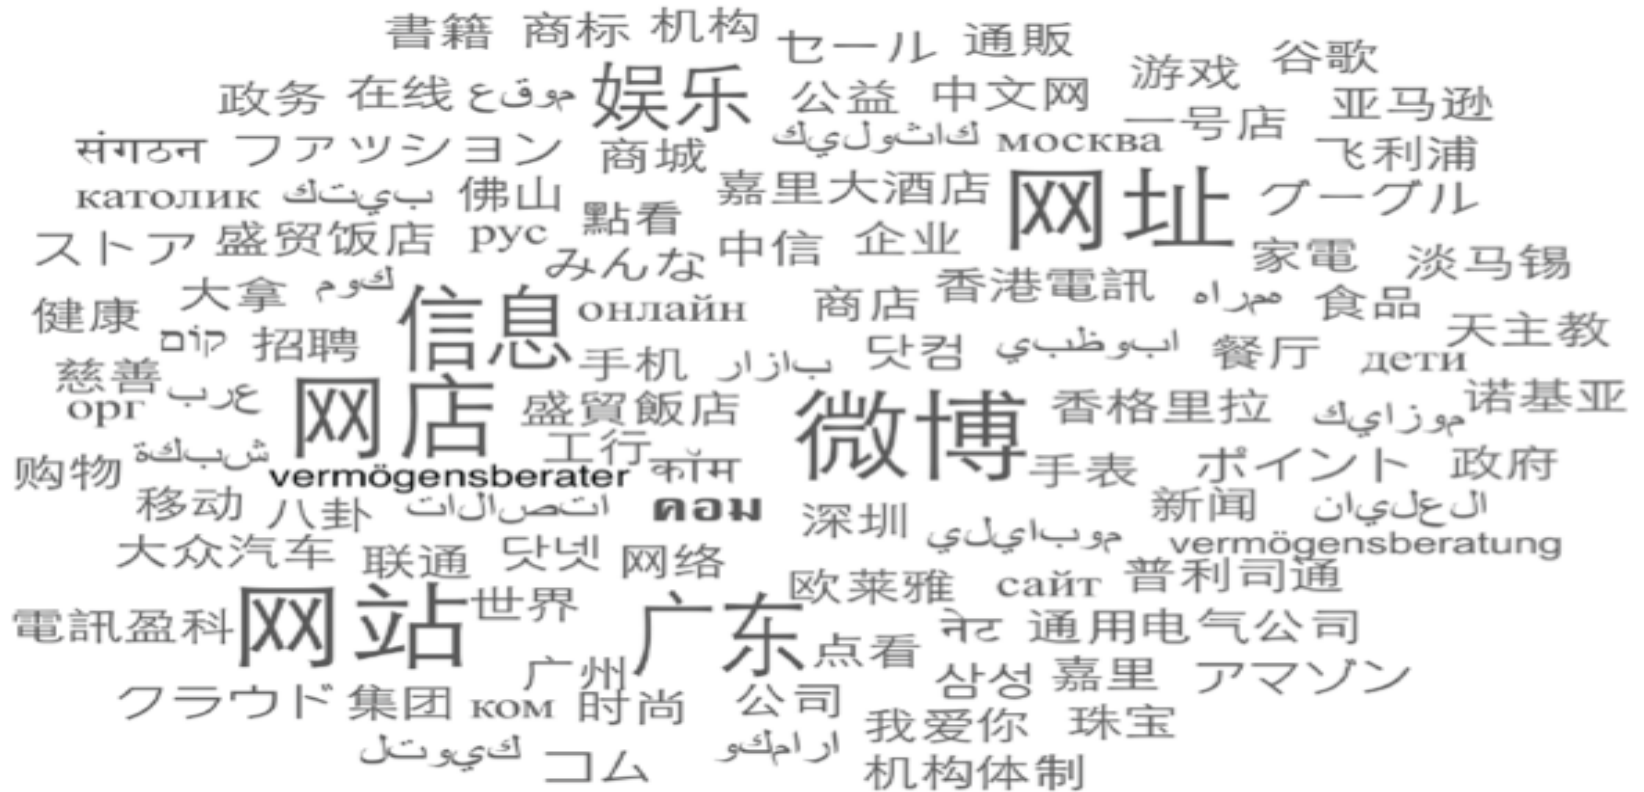 書籍 商标 机构 セール 通販
谷歌
游戏
政务 在线 موقع 娱乐 公益 中文网 亚马逊
संगठन ファッション 商城 كاثوليك москва 一号店 飞利浦
католик بيتك 佛山 嘉里大酒店 网址 グーグル
點看
ストア 盛贸饭店 рус みんな 中信 企业 家電 淡马锡
大拿 كوم 信息 онлайн 商店 香港電訊 همراه 食品
健康 קום 招聘 天主教
手机 بازار 닷컴 ابوظبي 餐厅 дети
慈善 عرب
орг 网店 盛貿飯店 微博 香格里拉 موزايك 诺基亚
购物 شبكة vermögensberater 工行 कॉम 手表 ポイント 政府
移动 八卦 اتصالات คอม 深圳 موبايلي 新闻 العليان
vermögensberatung
大众汽车 联通 닷넷 网络 欧莱雅 сайт 普利司通
電訊盈科 网站 世界 广东 点看 नेट 通用电气公司
广州 삼성 嘉里 アマゾン
クラウド 集团 ком 时尚 公司 我爱你 珠宝
كيوتل コム ارامكو 机构体制